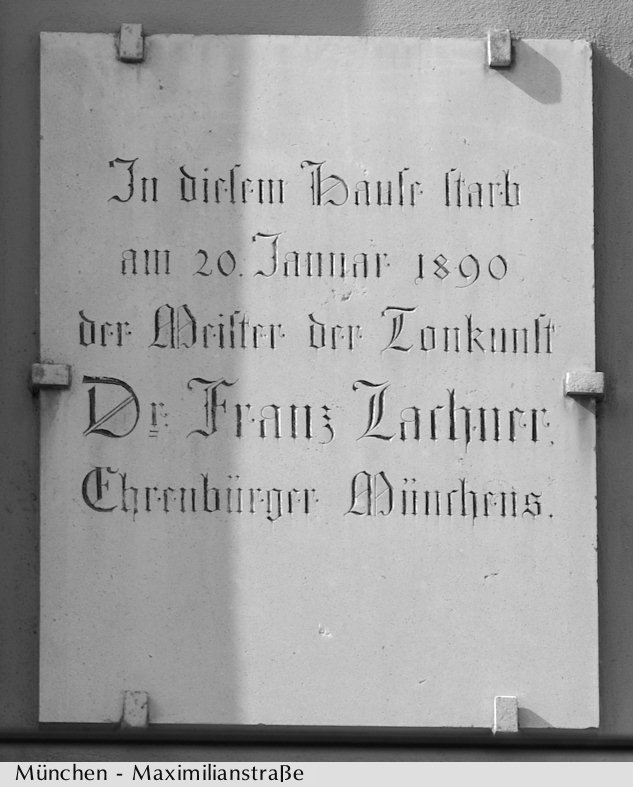 In diesem Hause starb
am 20. Januar 1890
der Meister der Tonkunst
Dr. Franz Lachner,
Ehrenbürger Münchens.
München - Maximilianstraße